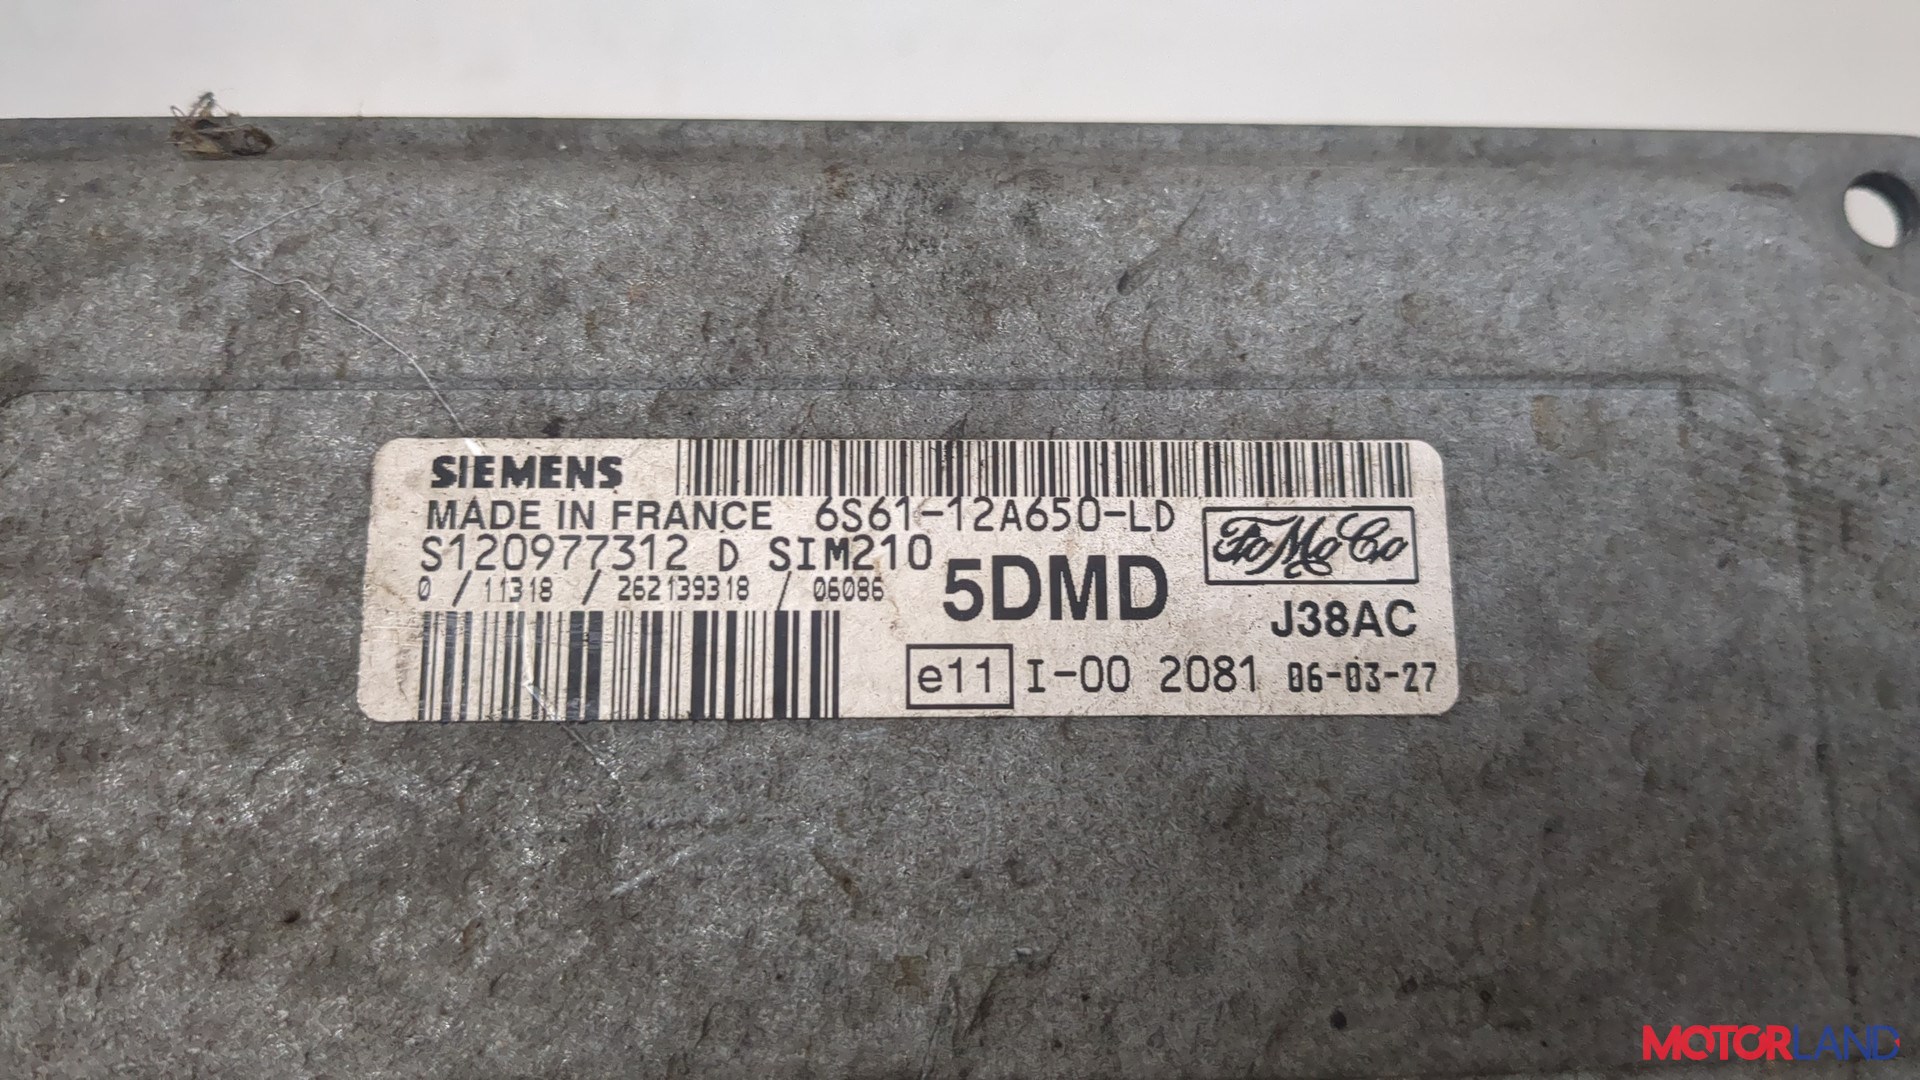 SIEMENS
MADE IN FRANCE 6S61-12A650-LD
FoMoCo
S120977312 D SIM210
0 / 11318 / 262139318 / 06086
5DMD
J38AC
e11 I-00 2081 06-03-27
MOTORLAND